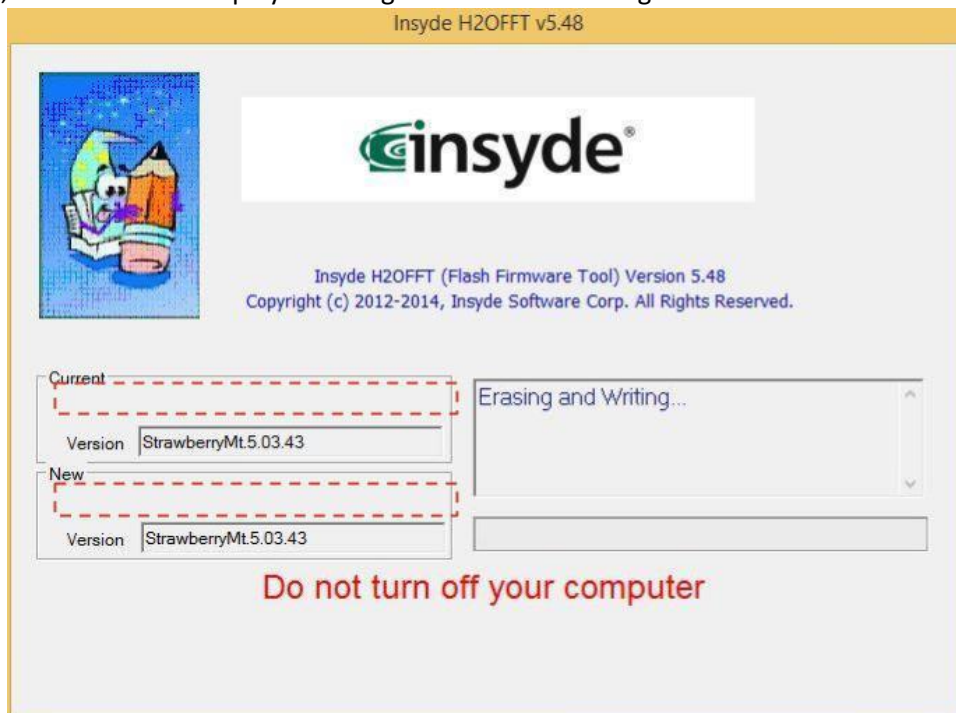 Insyde H2OFFT v5.48
insyde®
Insyde H2OFFT (Flash Firmware Tool) Version 5.48
Copyright (c) 2012-2014, Insyde Software Corp. All Rights Reserved.
Current
Version StrawberryMt.5.03.43
Erasing and Writing...
New
Version StrawberryMt.5.03.43
Do not turn off your computer